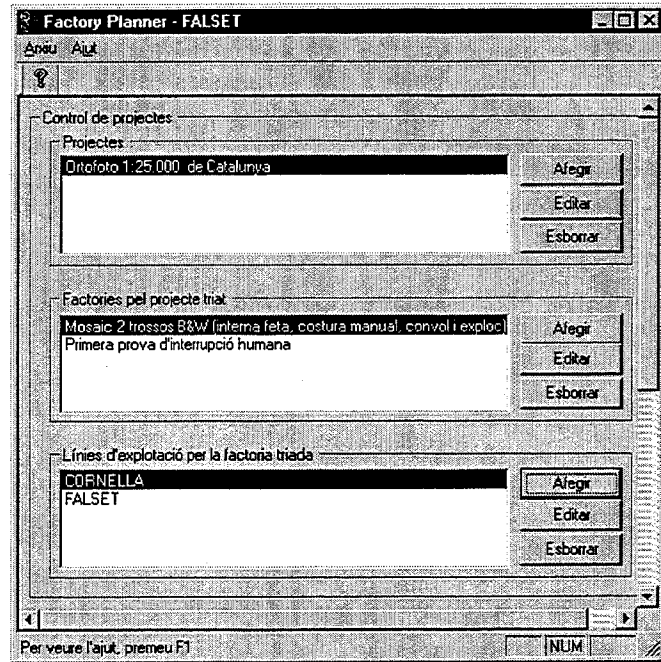 Factory Planner - FALSET
Arxiu Ajut
Control de projectes
Projectes
Ortofoto 1:25.000 de Catalunya
Afegir
Editar
Esborrar
Factories pel projecte triat
Mosaic 2 trossos B&W (interna feta, costura manual, convol i exploc)
Primera prova d'interrupció humana
Afegir
Editar
Esborrar
Línies d'explotació per la factoria triada
CORNELLA
FALSET
Afegir
Editar
Esborrar
Per veure l'ajut, premeu F1
NUM